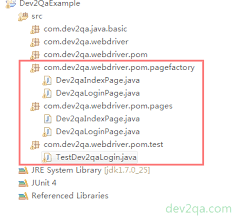 Dev2QaExample
src
com.dev2qa.java.basic
com.dev2qa.webdriver
com.dev2qa.webdriver.pom
com.dev2qa.webdriver.pom.pagefactory
Dev2qaIndexPage.java
Dev2qaLoginPage.java
com.dev2qa.webdriver.pom.pages
Dev2qaIndexPage.java
Dev2qaLoginPage.java
com.dev2qa.webdriver.pom.test
TestDev2qaLogin.java
JRE System Library [jdk1.7.0_25]
JUnit 4
Referenced Libraries
dev2qa.com